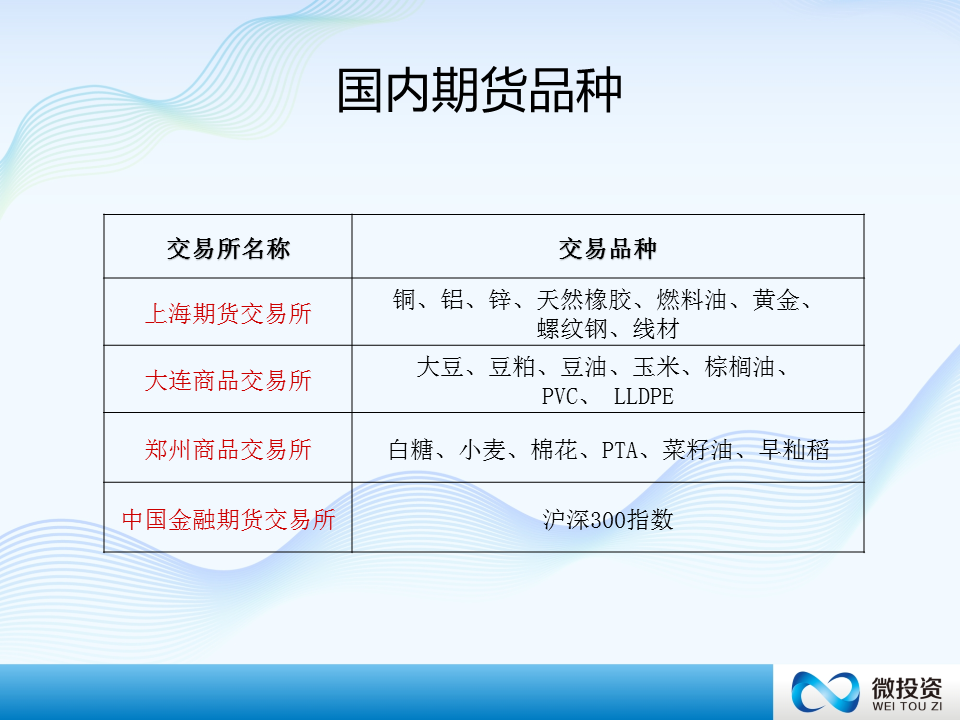 国内期货品种
交易所名称
交易品种
上海期货交易所
铜、铝、锌、天然橡胶、燃料油、黄金、
螺纹钢、线材
大连商品交易所
大豆、豆粕、豆油、玉米、棕榈油、
PVC、 LLDPE
郑州商品交易所
白糖、小麦、棉花、PTA、菜籽油、早籼稻
中国金融期货交易所
沪深300指数
微投资
WEI TOU ZI